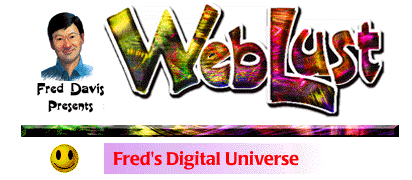 Fred Davis
Presents
WebLust
Fred's Digital Universe